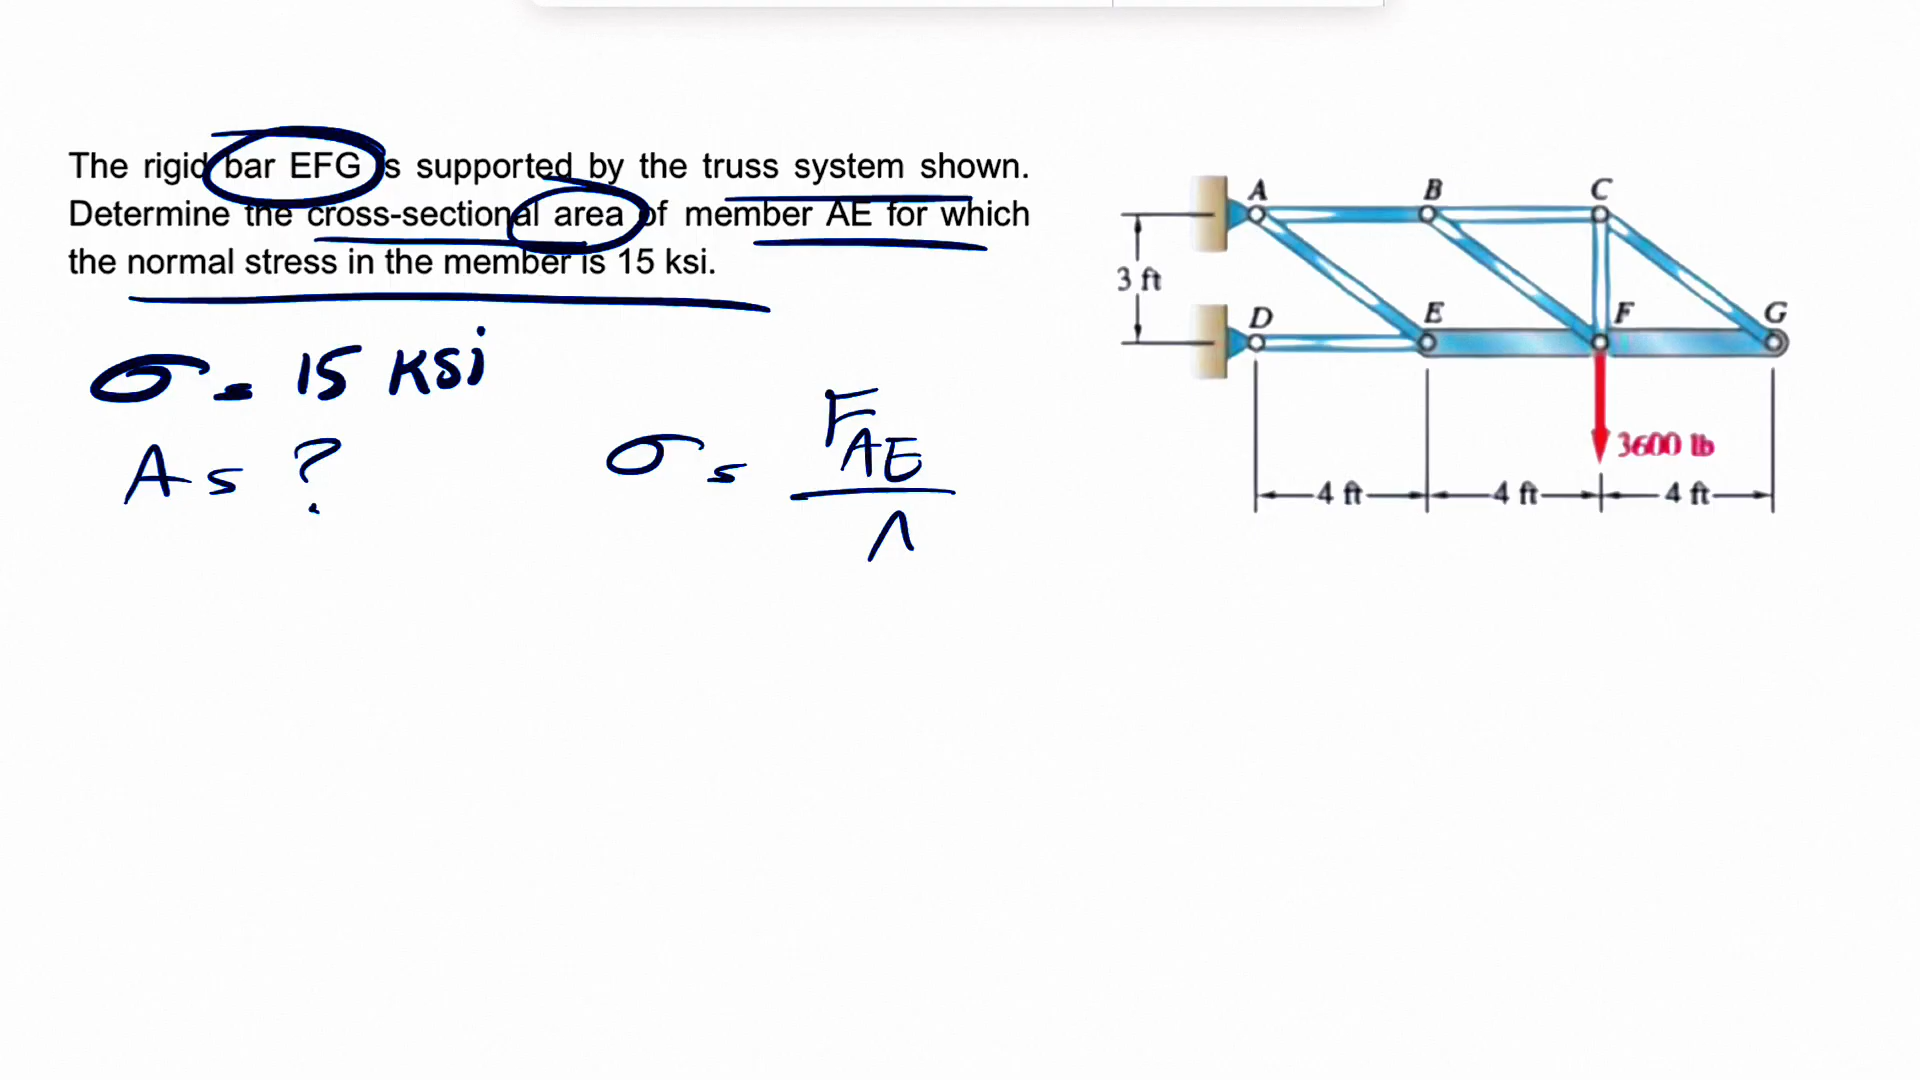 The rigid bar EFG is supported by the truss system shown.
Determine the cross-sectional area of member AE for which
the normal stress in the member is 15 ksi.
σ = 15 ksi
A = ?
σ = F_AE / A
A B C
3 ft
D E F G
3600 lb
4 ft 4 ft 4 ft